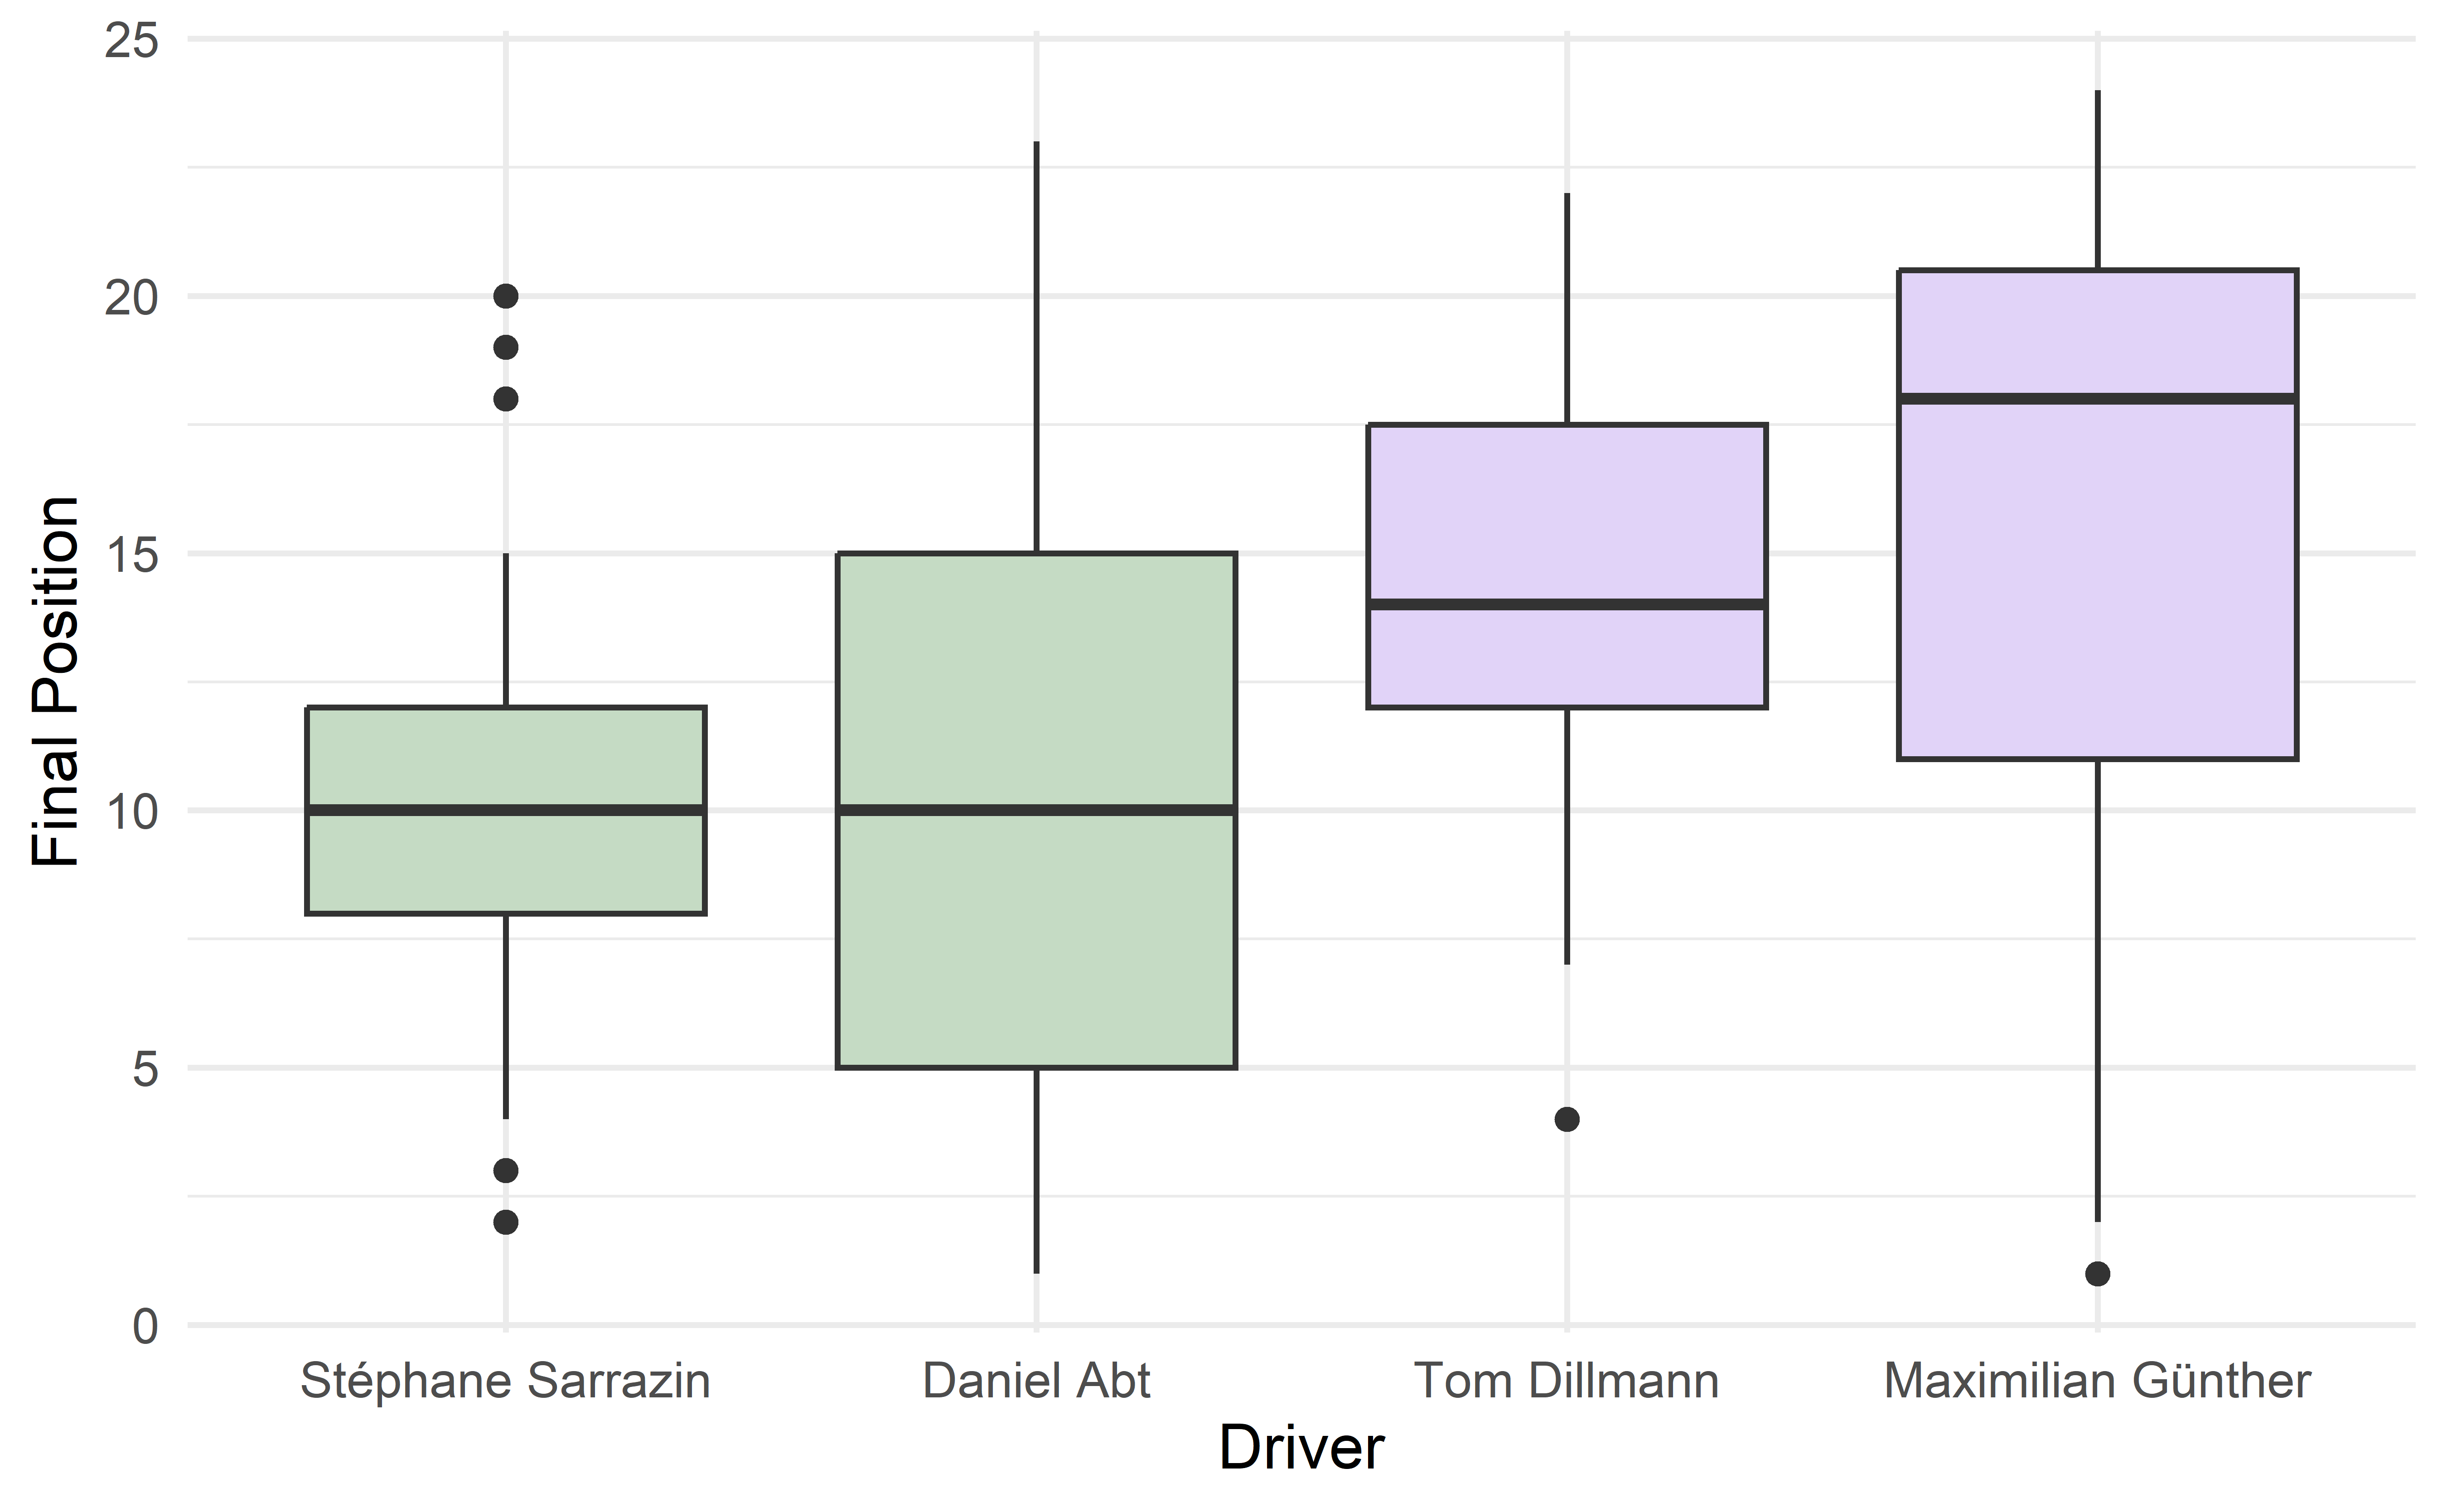 25
20
15
10
5
0
Final Position
Stéphane Sarrazin
Daniel Abt
Tom Dillmann
Maximilian Günther
Driver